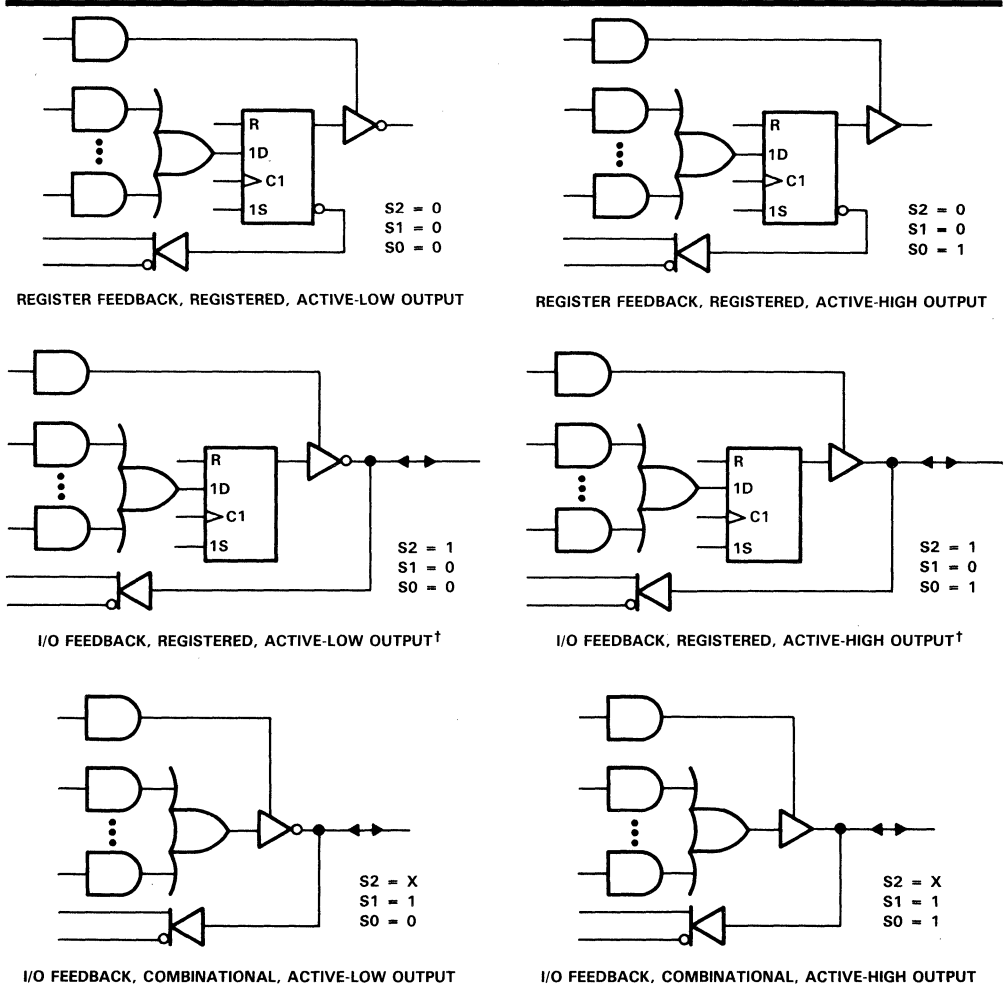 R
1D
C1
1S
S2 = 0
S1 = 0
S0 = 0
REGISTER FEEDBACK, REGISTERED, ACTIVE-LOW OUTPUT
R
1D
C1
1S
S2 = 0
S1 = 0
S0 = 1
REGISTER FEEDBACK, REGISTERED, ACTIVE-HIGH OUTPUT
R
1D
C1
1S
S2 = 1
S1 = 0
S0 = 0
I/O FEEDBACK, REGISTERED, ACTIVE-LOW OUTPUT†
R
1D
C1
1S
S2 = 1
S1 = 0
S0 = 1
I/O FEEDBACK, REGISTERED, ACTIVE-HIGH OUTPUT†
S2 = X
S1 = 1
S0 = 0
I/O FEEDBACK, COMBINATIONAL, ACTIVE-LOW OUTPUT
S2 = X
S1 = 1
S0 = 1
I/O FEEDBACK, COMBINATIONAL, ACTIVE-HIGH OUTPUT